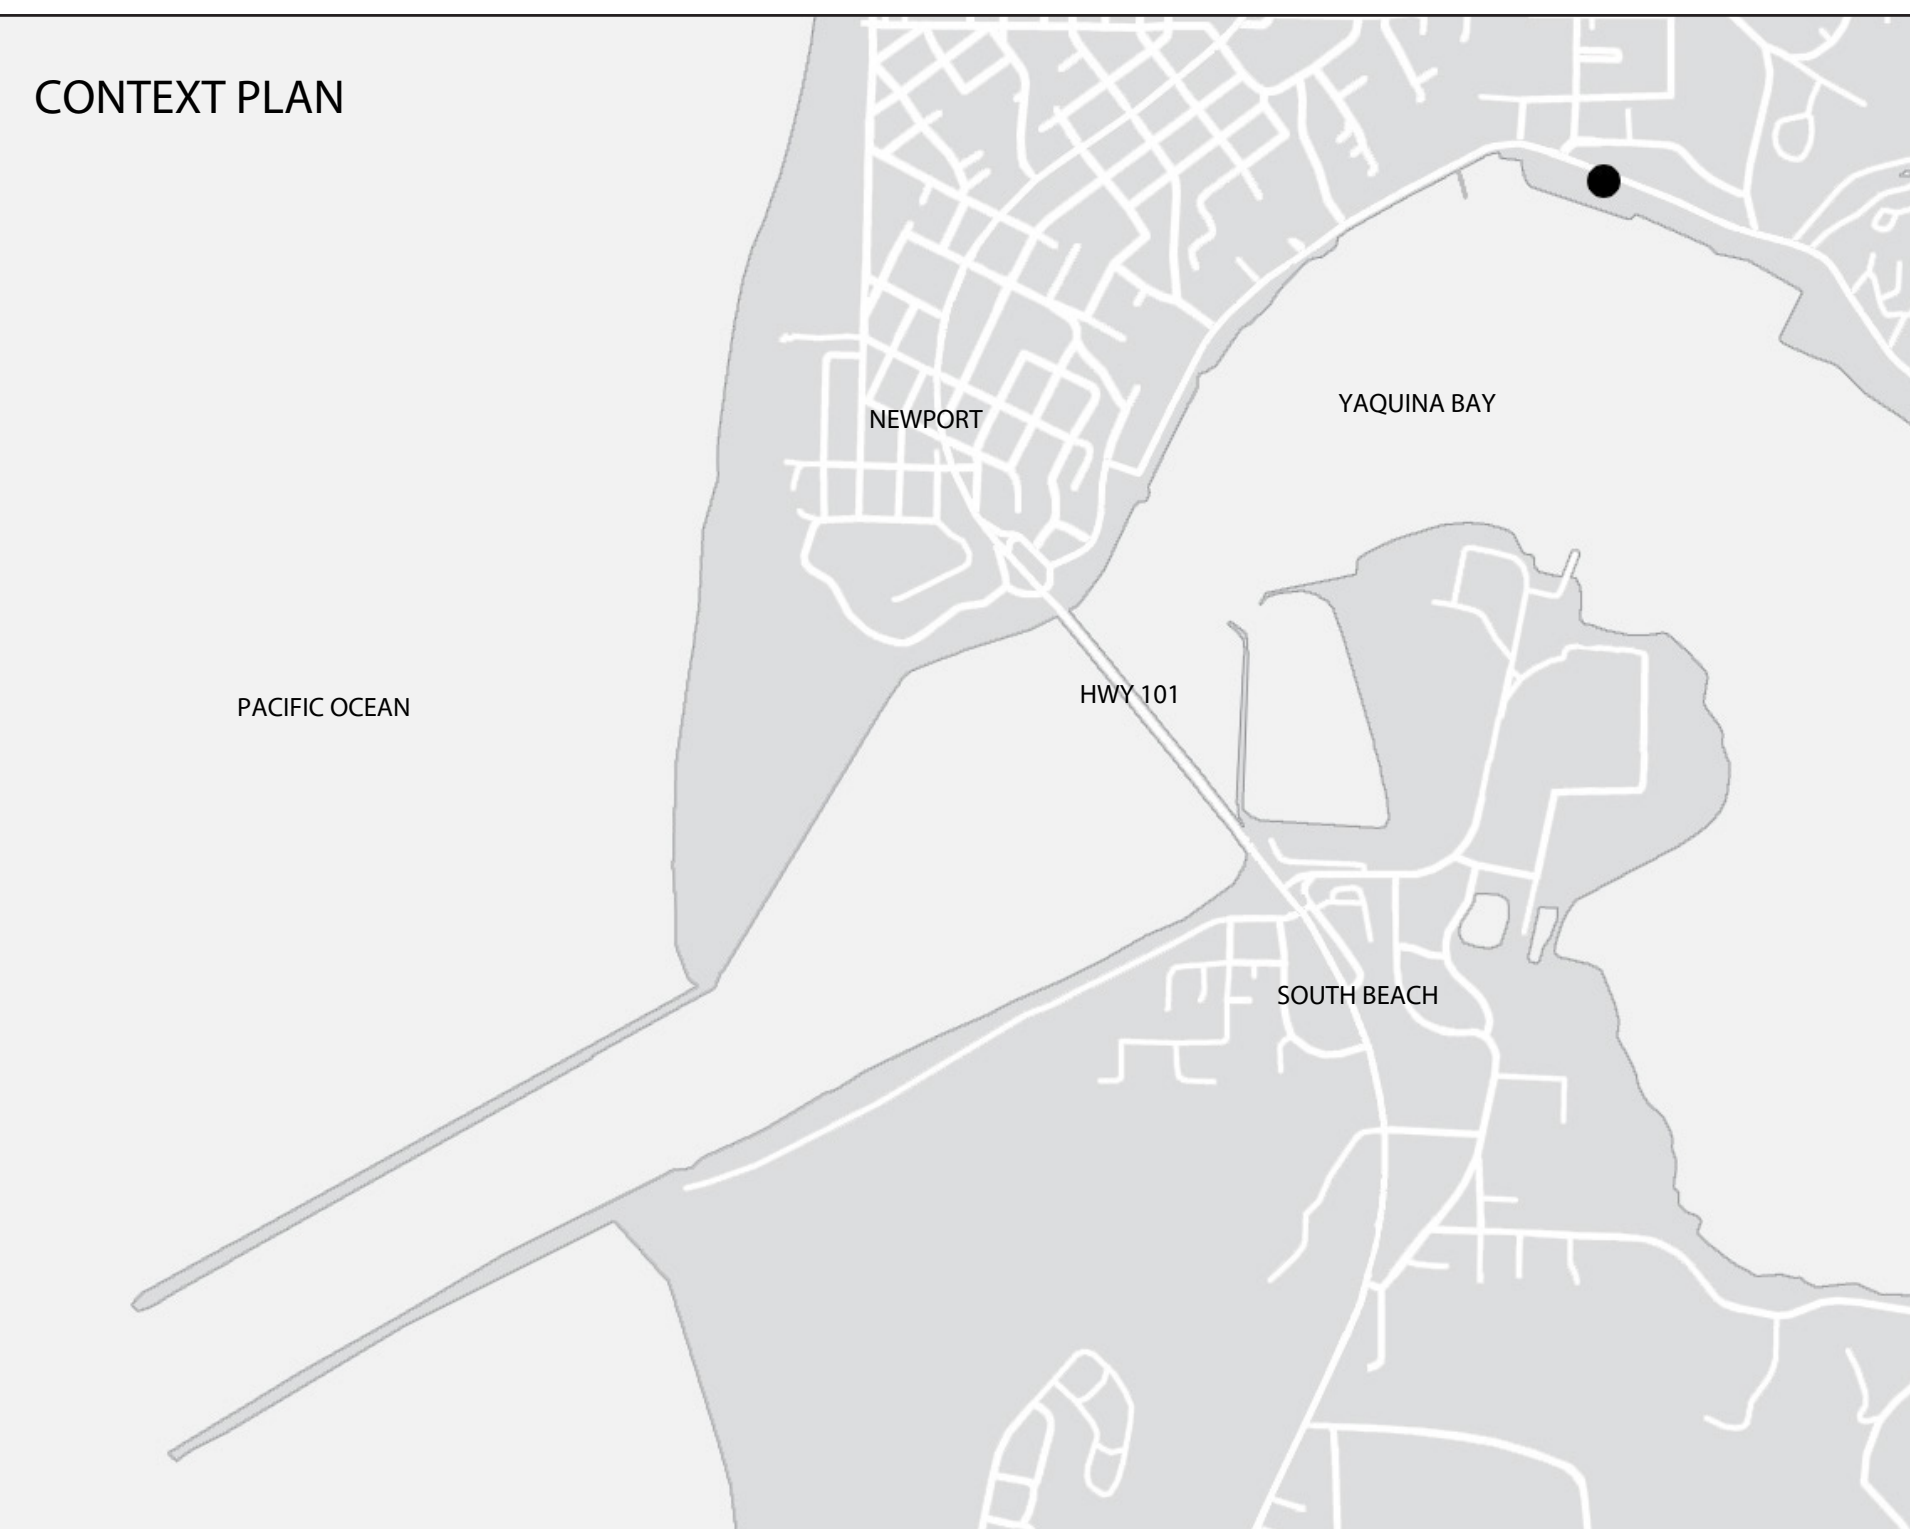 CONTEXT PLAN
YAQUINA BAY
NEWPORT
HWY 101
PACIFIC OCEAN
SOUTH BEACH